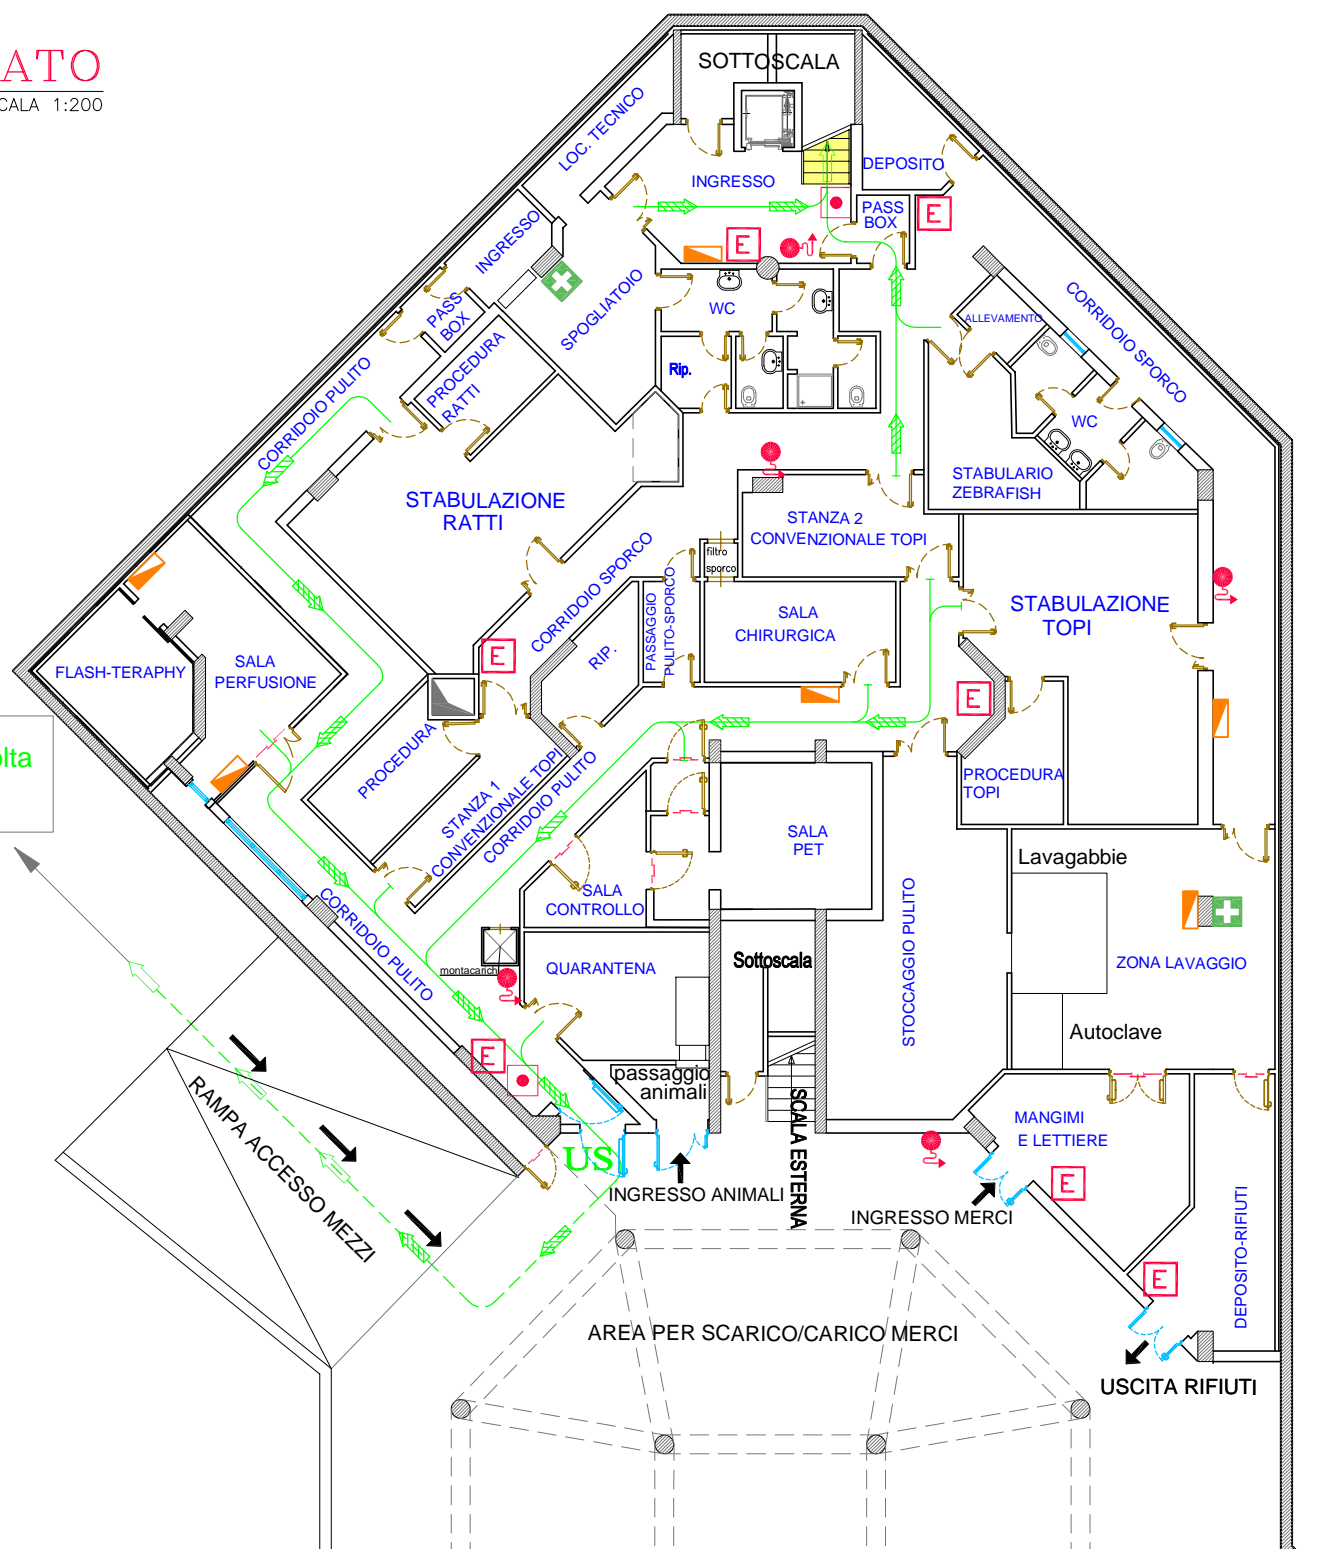 ATO
CALA 1:200
SOTTOSCALA
LOC. TECNICO
INGRESSO
DEPOSITO
PASS
BOX
E
E
INGRESSO
SPOGLIATOIO
WC
PASS
BOX
PROCEDURA
RATTI
Rip.
ALLEVAMENTO
CORRIDOIO SPORCO
CORRIDOIO PULITO
WC
STABULAZIONE
RATTI
STABULARIO
ZEBRAFISH
STANZA 2
CONVENZIONALE TOPI
filtro
sporco
CORRIDOIO SPORCO
PASSAGGIO
PULITO-SPORCO
SALA
CHIRURGICA
STABULAZIONE
TOPI
FLASH-TERAPHY
SALA
PERFUSIONE
E
RIP.
E
PROCEDURA
STANZA 1
CONVENZIONALE TOPI
CORRIDOIO PULITO
PROCEDURA
TOPI
lta
SALA
PET
Lavagabbie
SALA
CONTROLLO
CORRIDOIO PULITO
STOCCAGGIO PULITO
QUARANTENA
montacarich
Sottoscala
ZONA LAVAGGIO
Autoclave
E
passaggio
animali
SCALA ESTERNA
MANGIMI
E LETTIERE
RAMPA ACCESSO MEZZI
US
INGRESSO ANIMALI
INGRESSO MERCI
E
DEPOSITO-RIFIUTI
E
AREA PER SCARICO/CARICO MERCI
USCITA RIFIUTI